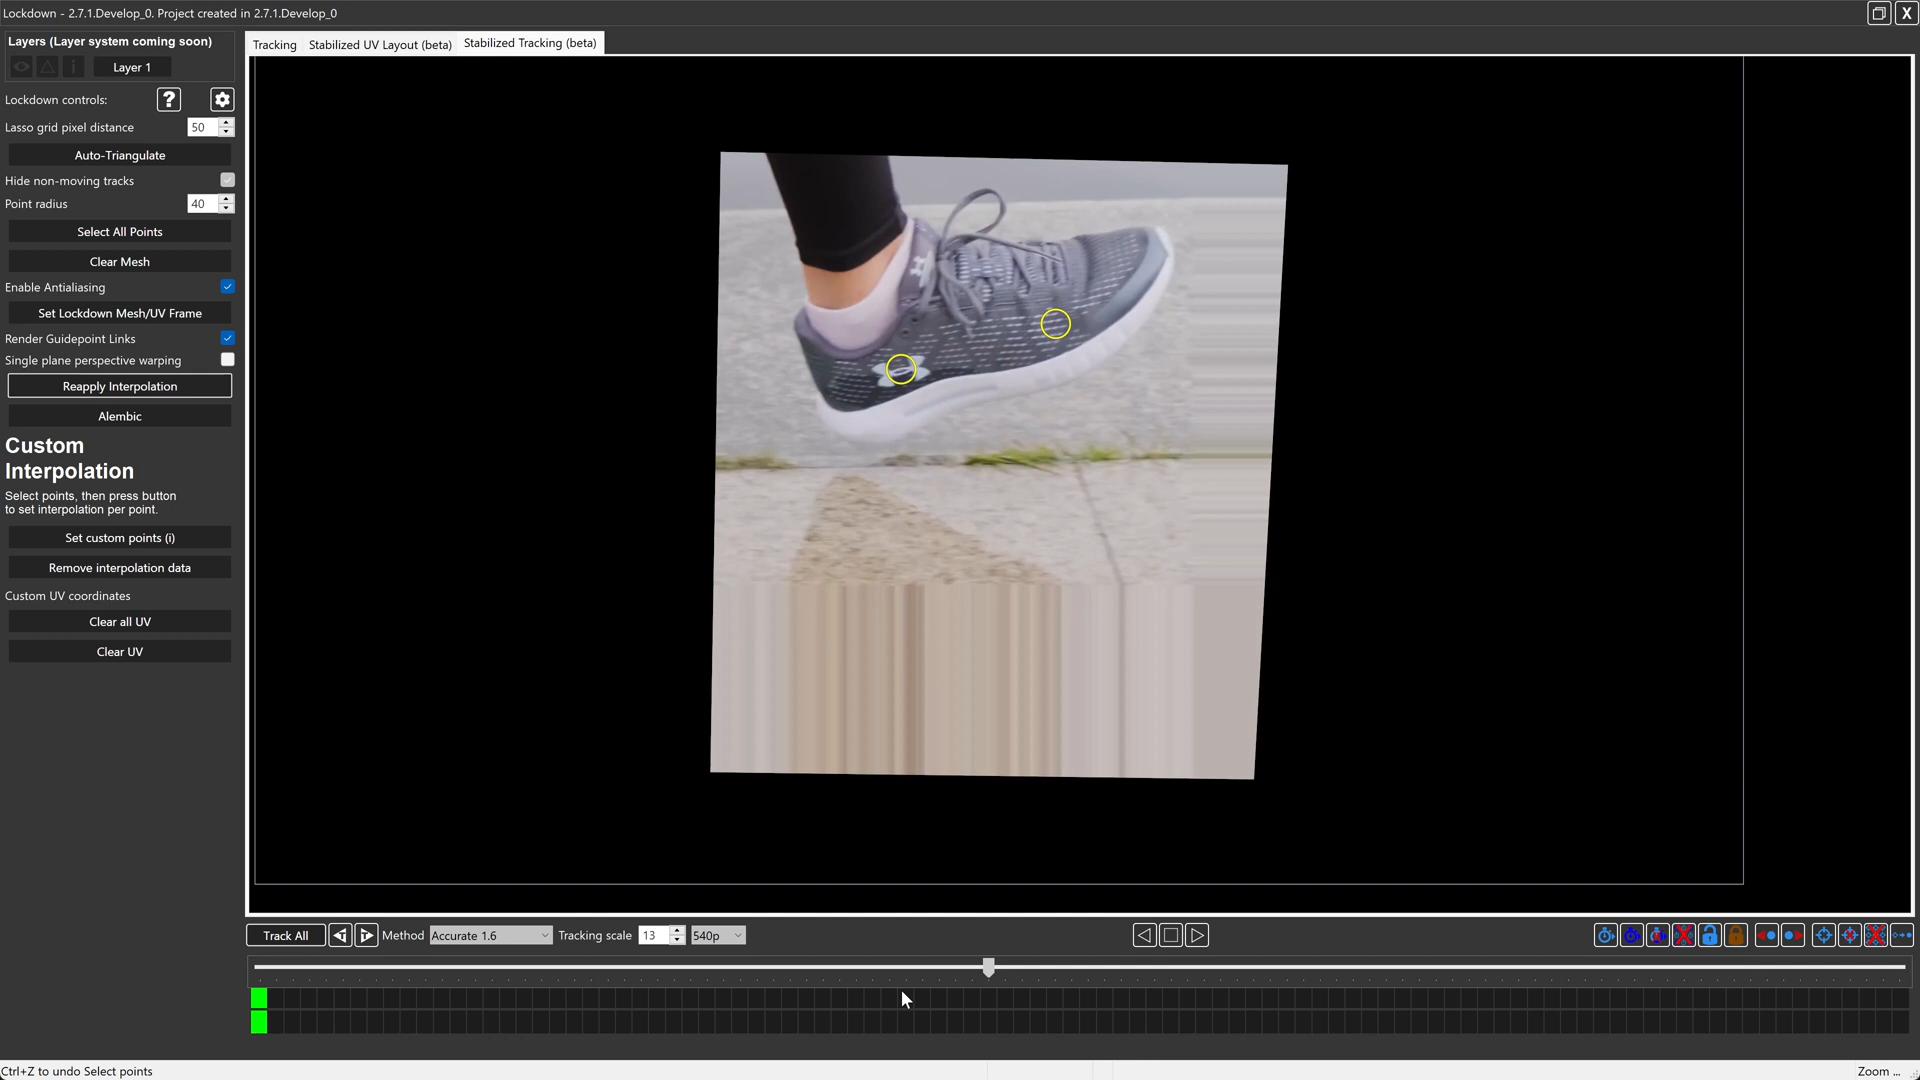 Lockdown - 2.7.1.Develop_0. Project created in 2.7.1.Develop_0
X
Layers (Layer system coming soon)
i
Layer 1
Lockdown controls:
?
Lasso grid pixel distance
50
Auto-Triangulate
Hide non-moving tracks
Point radius
40
Select All Points
Clear Mesh
Enable Antialiasing
Set Lockdown Mesh/UV Frame
Render Guidepoint Links
Single plane perspective warping
Reapply Interpolation
Alembic
Custom
Interpolation
Select points, then press button
to set interpolation per point.
Set custom points (i)
Remove interpolation data
Custom UV coordinates
Clear all UV
Clear UV
Tracking
Stabilized UV Layout (beta)
Stabilized Tracking (beta)
Track All
Method
Accurate 1.6
Tracking scale
13
540p
Ctrl+Z to undo Select points
Zoom ...